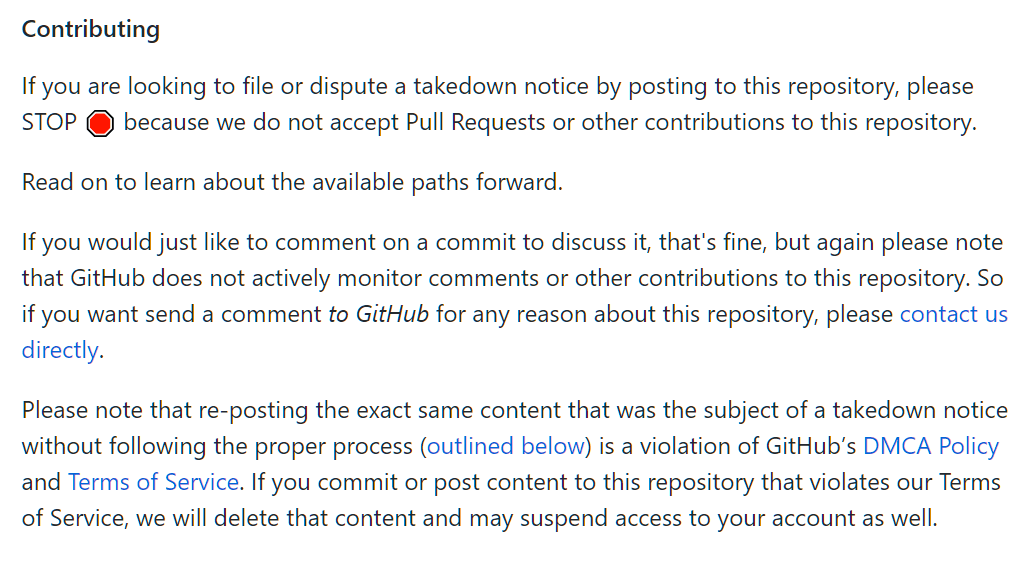 Contributing
If you are looking to file or dispute a takedown notice by posting to this repository, please
STOP 🛑 because we do not accept Pull Requests or other contributions to this repository.
Read on to learn about the available paths forward.
If you would just like to comment on a commit to discuss it, that's fine, but again please note
that GitHub does not actively monitor comments or other contributions to this repository. So
if you want send a comment to GitHub for any reason about this repository, please contact us
directly.
Please note that re-posting the exact same content that was the subject of a takedown notice
without following the proper process (outlined below) is a violation of GitHub’s DMCA Policy
and Terms of Service. If you commit or post content to this repository that violates our Terms
of Service, we will delete that content and may suspend access to your account as well.